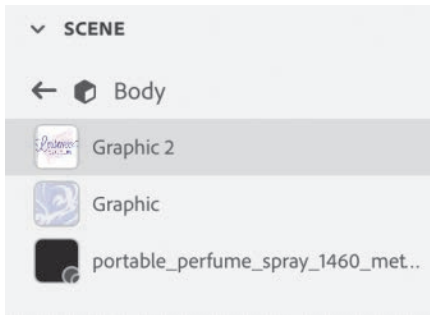 SCENE
Body
Graphic 2
Graphic
portable_perfume_spray_1460_met...